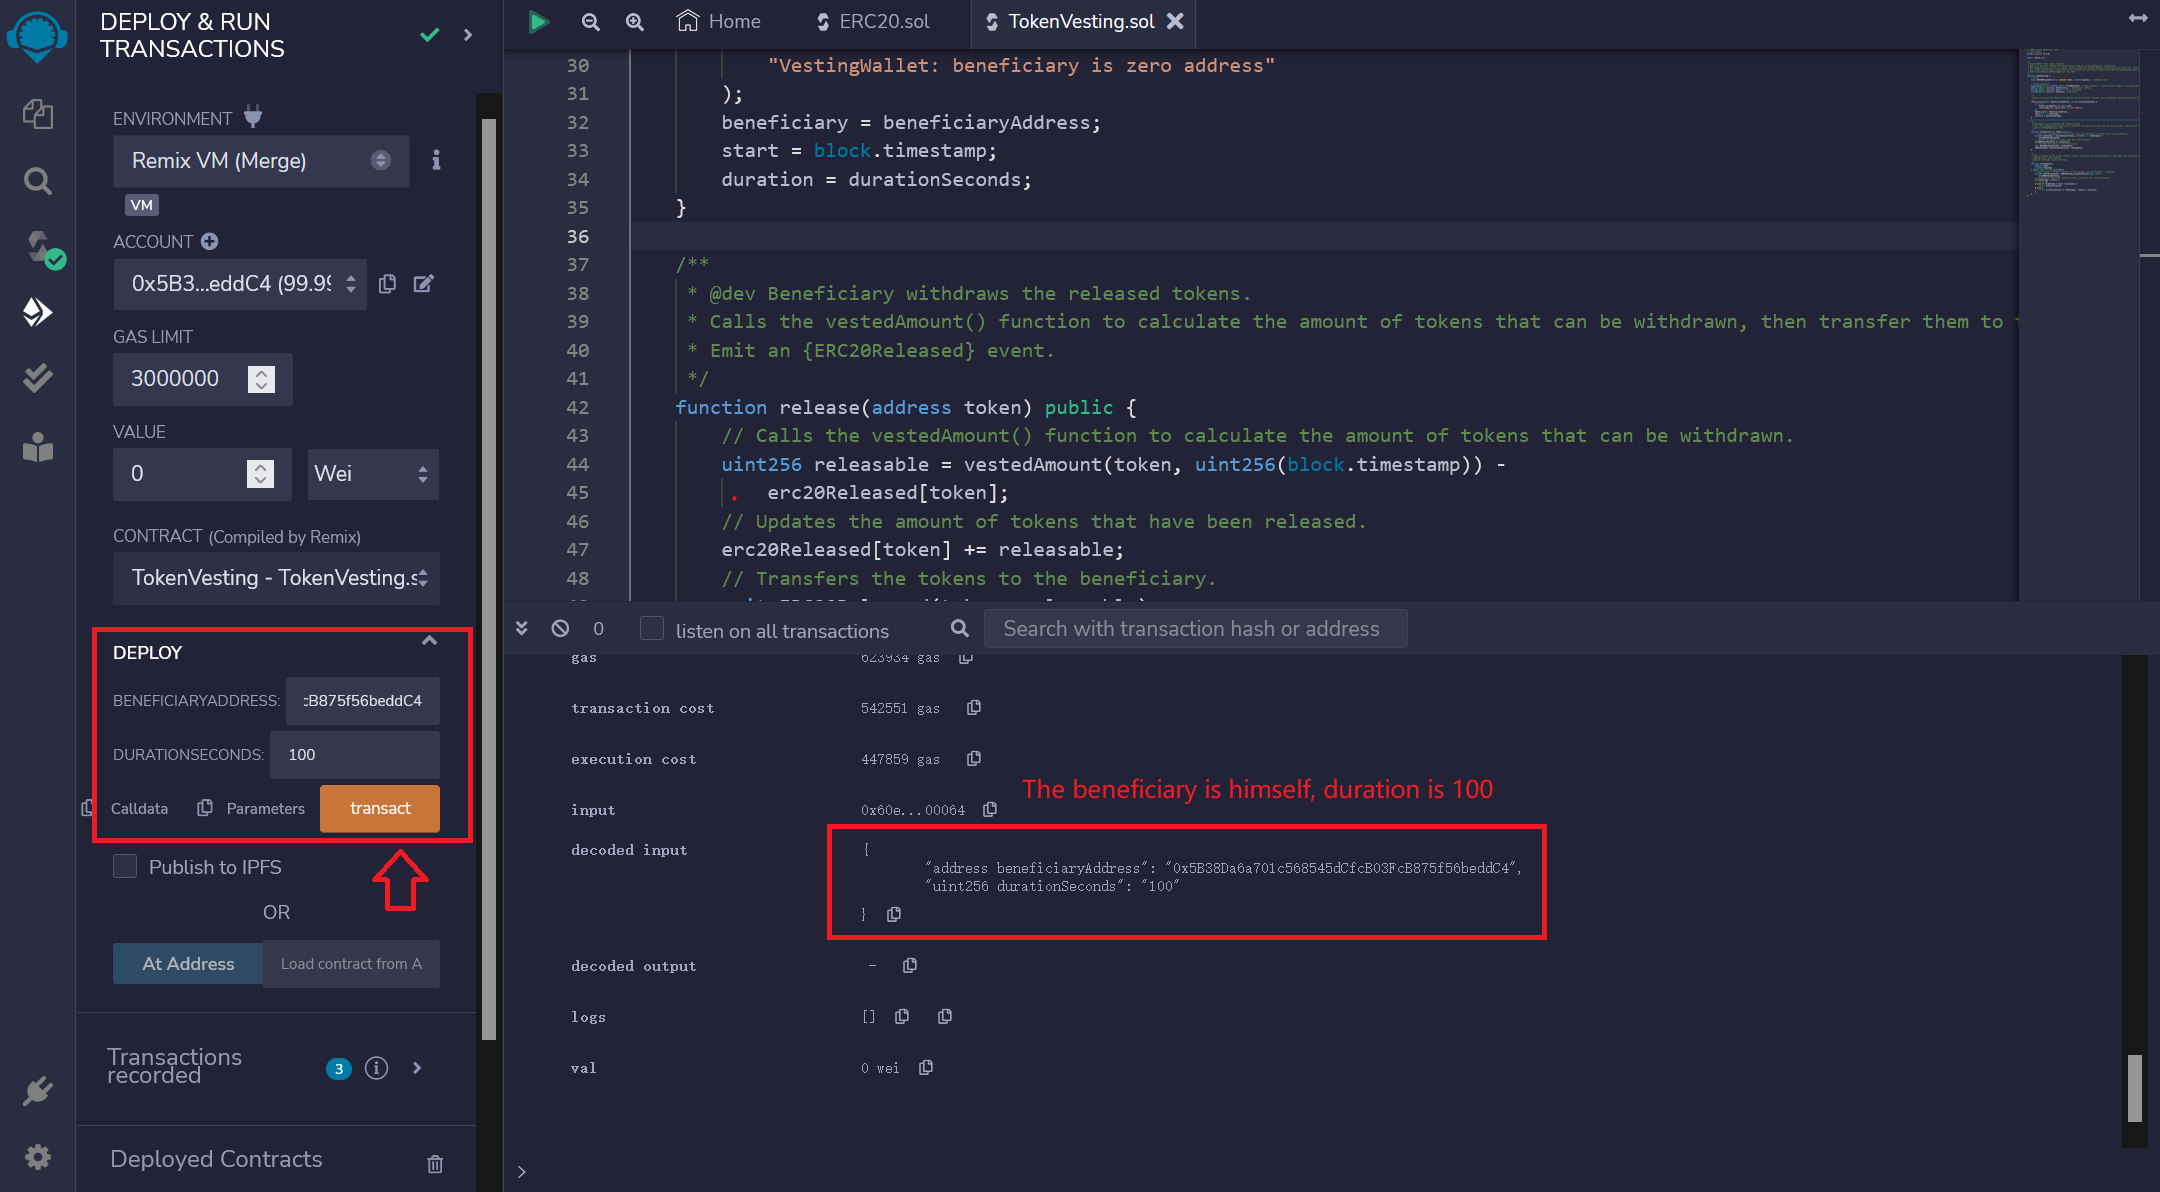 DEPLOY & RUN
TRANSACTIONS
ENVIRONMENT
Remix VM (Merge)
VM
ACCOUNT
0x5B3...eddC4 (99.99
GAS LIMIT
3000000
VALUE
0
Wei
CONTRACT (Compiled by Remix)
TokenVesting - TokenVesting.s
DEPLOY
BENEFICIARYADDRESS:
cB875f56beddC4
DURATIONSECONDS:
100
Calldata
Parameters
transact
Publish to IPFS
OR
At Address
Load contract from A
Transactions
recorded
3
Deployed Contracts
Home
ERC20.sol
TokenVesting.sol
30 "VestingWallet: beneficiary is zero address"
31 );
32 beneficiary = beneficiaryAddress;
33 start = block.timestamp;
34 duration = durationSeconds;
35 }
36
37 /**
38 * @dev Beneficiary withdraws the released tokens.
39 * Calls the vestedAmount() function to calculate the amount of tokens that can be withdrawn, then transfer them to
40 * Emit an {ERC20Released} event.
41 */
42 function release(address token) public {
43 // Calls the vestedAmount() function to calculate the amount of tokens that can be withdrawn.
44 uint256 releasable = vestedAmount(token, uint256(block.timestamp)) -
45 erc20Released[token];
46 // Updates the amount of tokens that have been released.
47 erc20Released[token] += releasable;
48 // Transfers the tokens to the beneficiary.
0
listen on all transactions
Search with transaction hash or address
gas 623934 gas
transaction cost 542551 gas
execution cost 447859 gas
The beneficiary is himself, duration is 100
input 0x60e...00064
decoded input {
"address beneficiaryAddress": "0x5B38Da6a701c568545dCfcB03FcB875f56beddC4",
"uint256 durationSeconds": "100"
}
decoded output -
logs []
val 0 wei
>